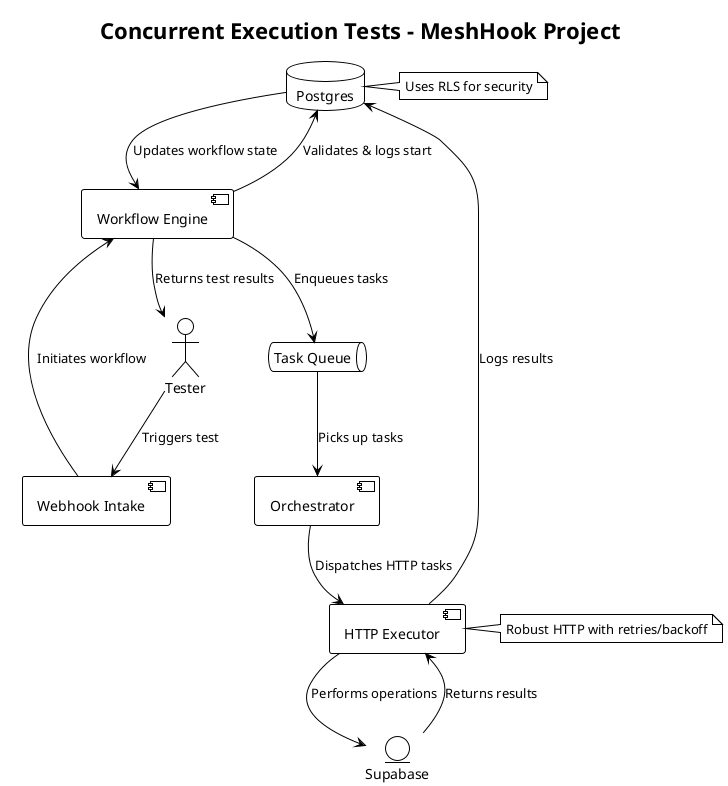 Concurrent Execution Tests - MeshHook Project
Postgres
Uses RLS for security
Updates workflow state
Validates & logs start
Workflow Engine
Returns test results
Enqueues tasks
Initiates workflow
Task Queue
Logs results
Tester
Triggers test
Picks up tasks
Webhook Intake
Orchestrator
Dispatches HTTP tasks
HTTP Executor
Robust HTTP with retries/backoff
Performs operations
Returns results
Supabase